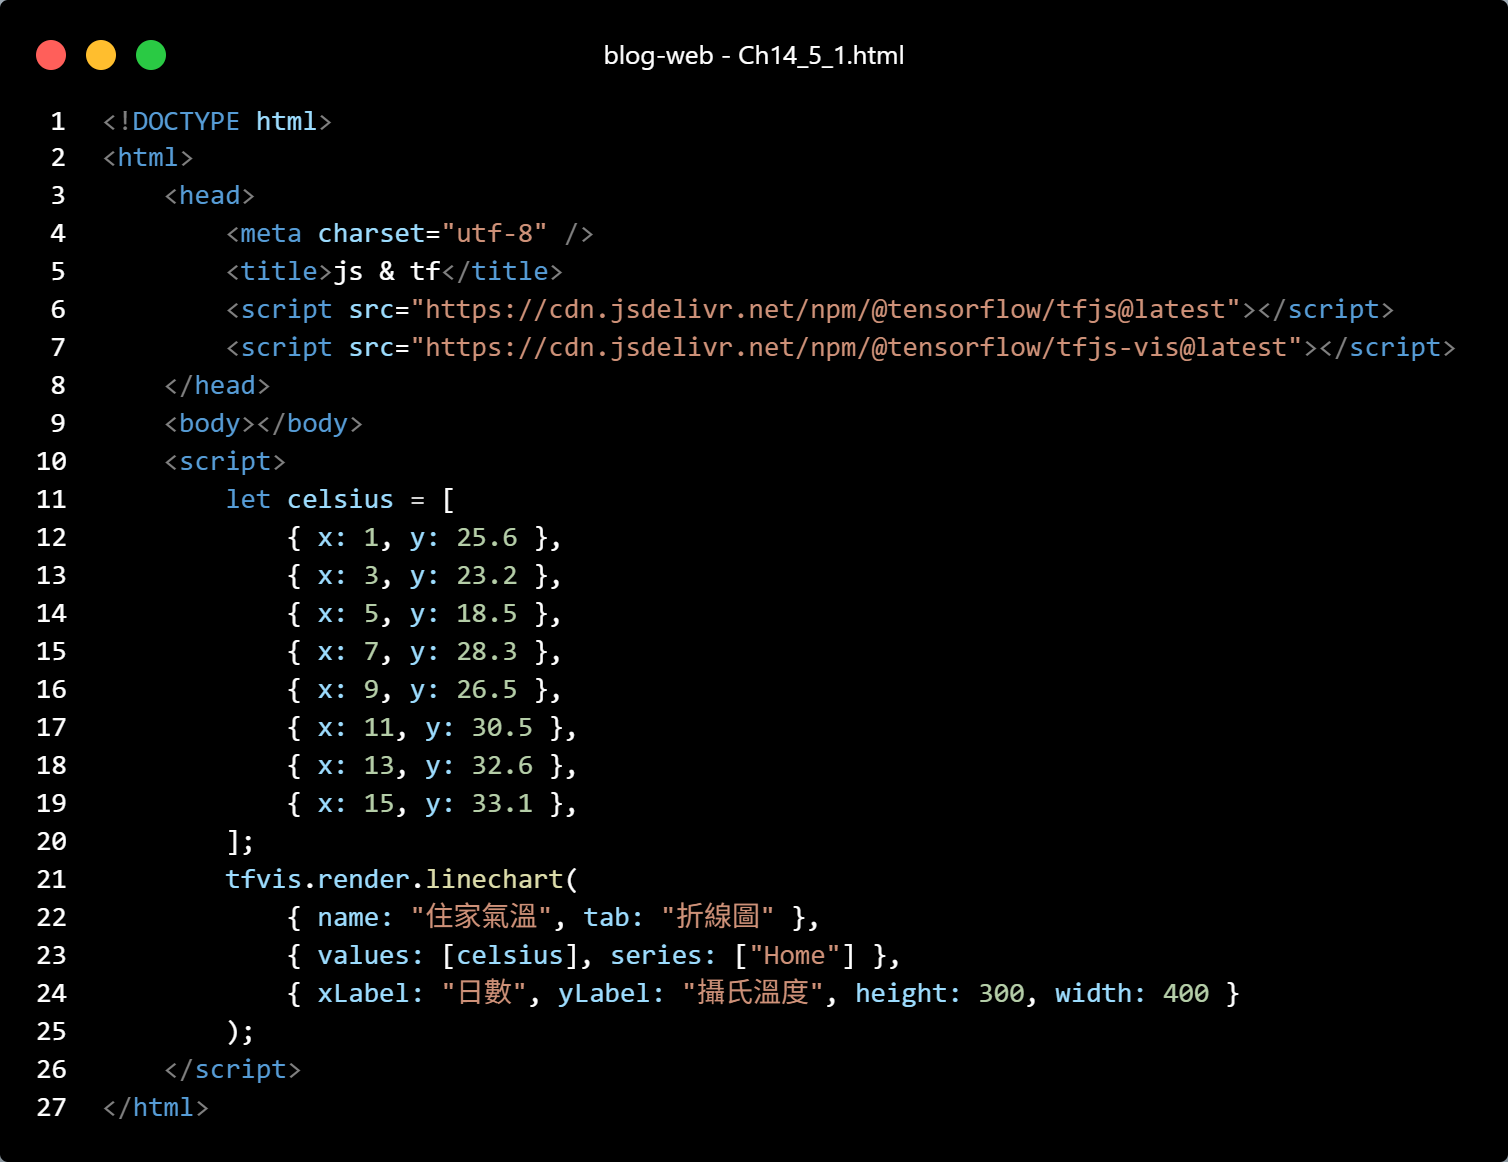 blog-web - Ch14_5_1.html
1 <!DOCTYPE html>
2 <html>
3     <head>
4         <meta charset="utf-8" />
5         <title>js & tf</title>
6         <script src="https://cdn.jsdelivr.net/npm/@tensorflow/tfjs@latest"></script>
7         <script src="https://cdn.jsdelivr.net/npm/@tensorflow/tfjs-vis@latest"></script>
8     </head>
9     <body></body>
10     <script>
11         let celsius = [
12             { x: 1, y: 25.6 },
13             { x: 3, y: 23.2 },
14             { x: 5, y: 18.5 },
15             { x: 7, y: 28.3 },
16             { x: 9, y: 26.5 },
17             { x: 11, y: 30.5 },
18             { x: 13, y: 32.6 },
19             { x: 15, y: 33.1 },
20         ];
21         tfvis.render.linechart(
22             { name: "住家氣溫", tab: "折線圖" },
23             { values: [celsius], series: ["Home"] },
24             { xLabel: "日數", yLabel: "攝氏溫度", height: 300, width: 400 }
25         );
26     </script>
27 </html>